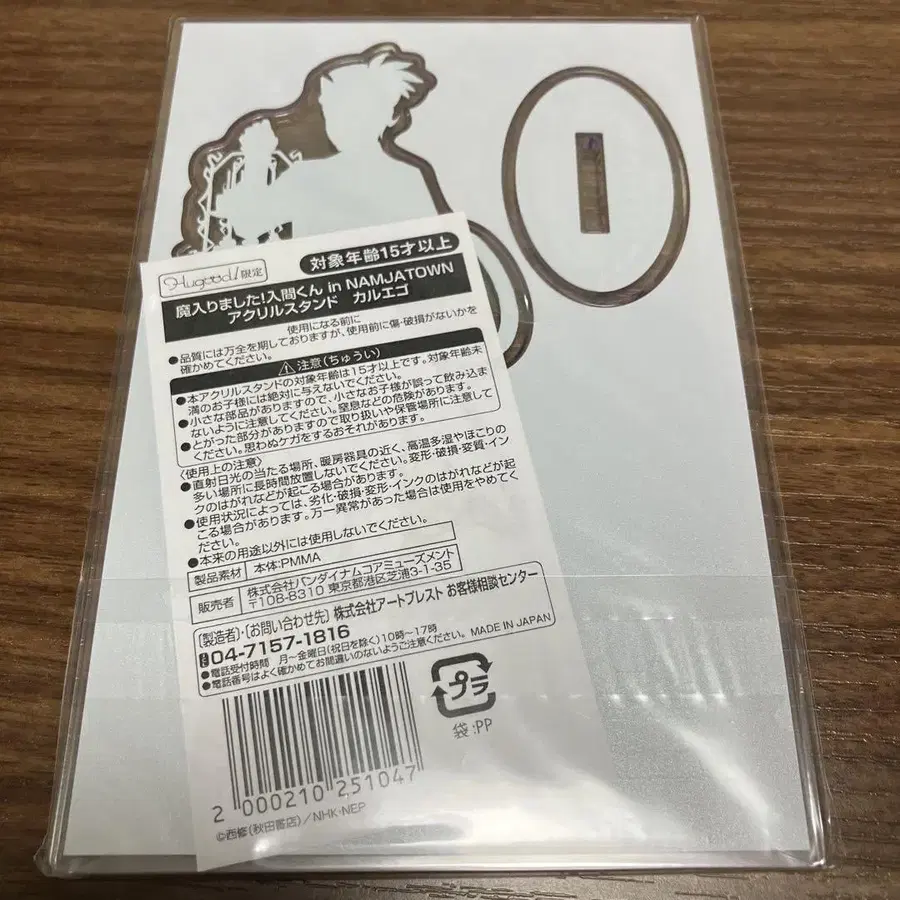 Hugood!限定
対象年齢15才以上
魔入りました!入間くん in NAMJATOWN
アクリルスタンド　カルエゴ
使用になる前に
●品質には万全を期しておりますが、使用前に傷・破損がないかを
確かめてください。
⚠注意(ちゅうい)
●本アクリルスタンドの対象年齢は15才以上です。対象年齢未
満のお子様には絶対に与えないでください。
●小さな部品がありますので、小さなお子様が誤って飲み込ま
ないように注意してください。窒息などの危険があります。
●とがった部分がありますので取り扱いや保管場所に注意して
ください。思わぬケガをするおそれがあります。
〈使用上の注意〉
●直射日光の当たる場所、暖房器具の近く、高温多湿やほこりの
多い場所に長時間放置しないでください。変形・破損・変質・イン
クのはがれなどが起こる場合があります。
●使用状況によっては、劣化・破損・変形・インクのはがれなどが起
こる場合があります。万一異常があった場合は使用をやめてく
ださい。
●本来の用途以外には使用しないでください。
製品素材 本体:PMMA
販売者 株式会社バンダイナムコアミューズメント
〒108-8310 東京都港区芝浦3-1-35
〔製造者〕・〔お問い合わせ先〕株式会社アートプレスト お客様相談センター
04-7157-1816
●電話受付時間 月〜金曜日(祝日を除く)10時〜17時
●電話番号はよく確かめてお間違いのないようご注意ください。 MADE IN JAPAN
プラ
袋:PP
2 000210 251047
©西修(秋田書店)/NHK・NEP